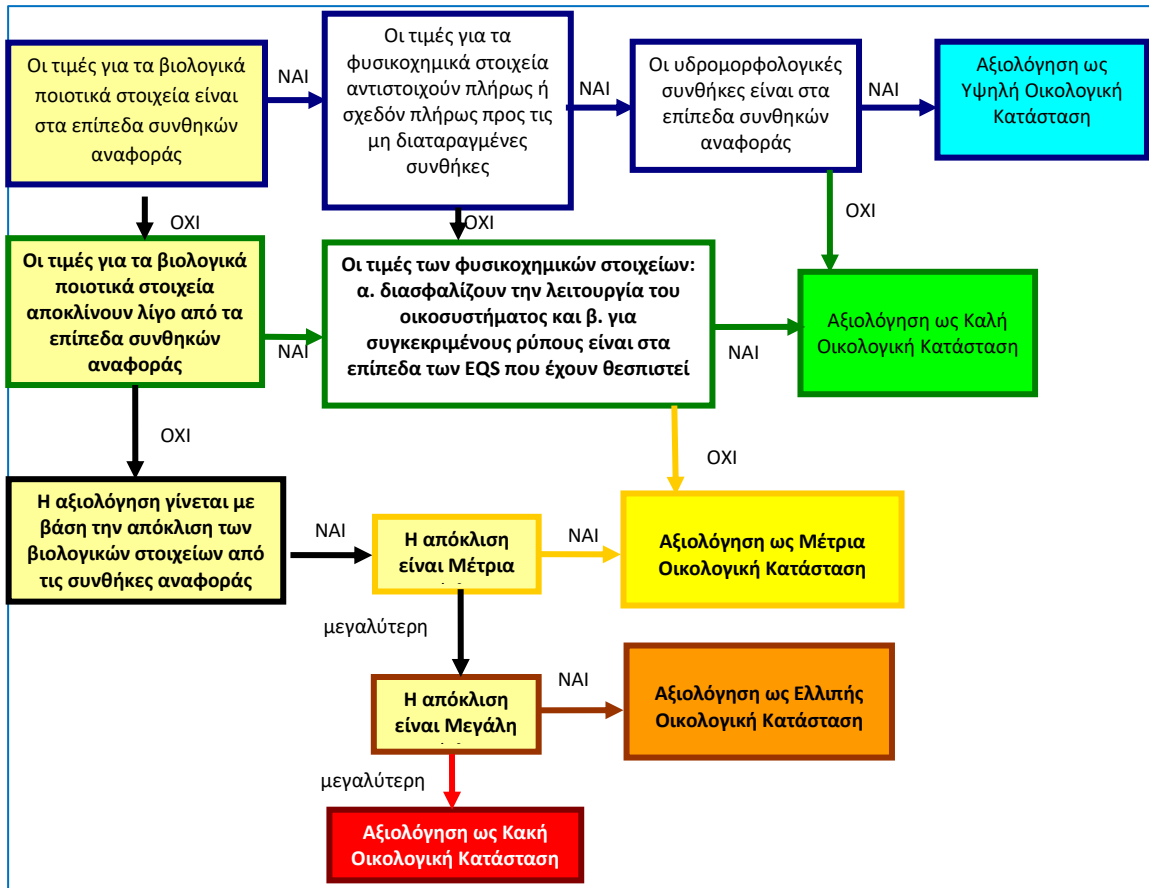 Οι τιμές για τα βιολογικά
ποιοτικά στοιχεία είναι
στα επίπεδα συνθηκών
αναφοράς
ΝΑΙ
Οι τιμές για τα
φυσικοχημικά στοιχεία
αντιστοιχούν πλήρως ή
σχεδόν πλήρως προς τις
μη διαταραγμένες
συνθήκες
ΝΑΙ
Οι υδρομορφολογικές
συνθήκες είναι στα
επίπεδα συνθηκών
αναφοράς
ΝΑΙ
Αξιολόγηση ως
Υψηλή Οικολογική
Κατάσταση
ΟΧΙ
ΟΧΙ
ΟΧΙ
Οι τιμές για τα βιολογικά
ποιοτικά στοιχεία
αποκλίνουν λίγο από τα
επίπεδα συνθηκών
αναφοράς
ΝΑΙ
Οι τιμές των φυσικοχημικών στοιχείων:
α. διασφαλίζουν την λειτουργία του
οικοσυστήματος και β. για
συγκεκριμένους ρύπους είναι στα
επίπεδα των EQS που έχουν θεσπιστεί
ΝΑΙ
Αξιολόγηση ως Καλή
Οικολογική Κατάσταση
ΟΧΙ
ΟΧΙ
Η αξιολόγηση γίνεται με
βάση την απόκλιση των
βιολογικών στοιχείων από
τις συνθήκες αναφοράς
ΝΑΙ
Η απόκλιση
είναι Μέτρια
ΝΑΙ
Αξιολόγηση ως Μέτρια
Οικολογική Κατάσταση
μεγαλύτερη
Η απόκλιση
είναι Μεγάλη
ΝΑΙ
Αξιολόγηση ως Ελλιπής
Οικολογική Κατάσταση
μεγαλύτερη
Αξιολόγηση ως Κακή
Οικολογική Κατάσταση